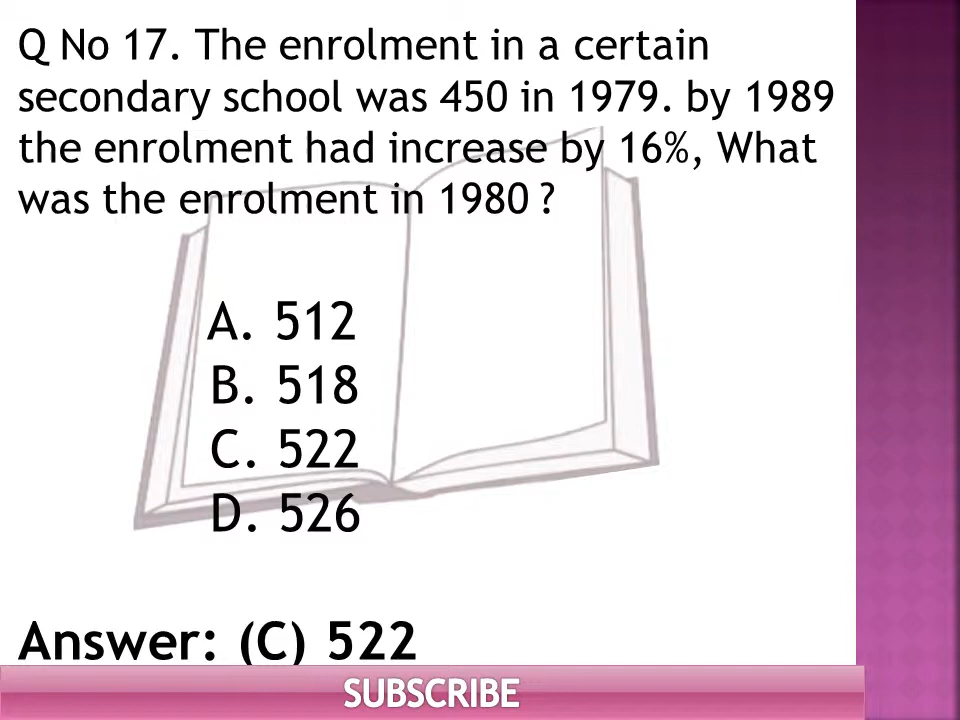 Q No 17. The enrolment in a certain
secondary school was 450 in 1979. by 1989
the enrolment had increase by 16%, What
was the enrolment in 1980 ?
A. 512
B. 518
C. 522
D. 526
Answer: (C) 522
SUBSCRIBE